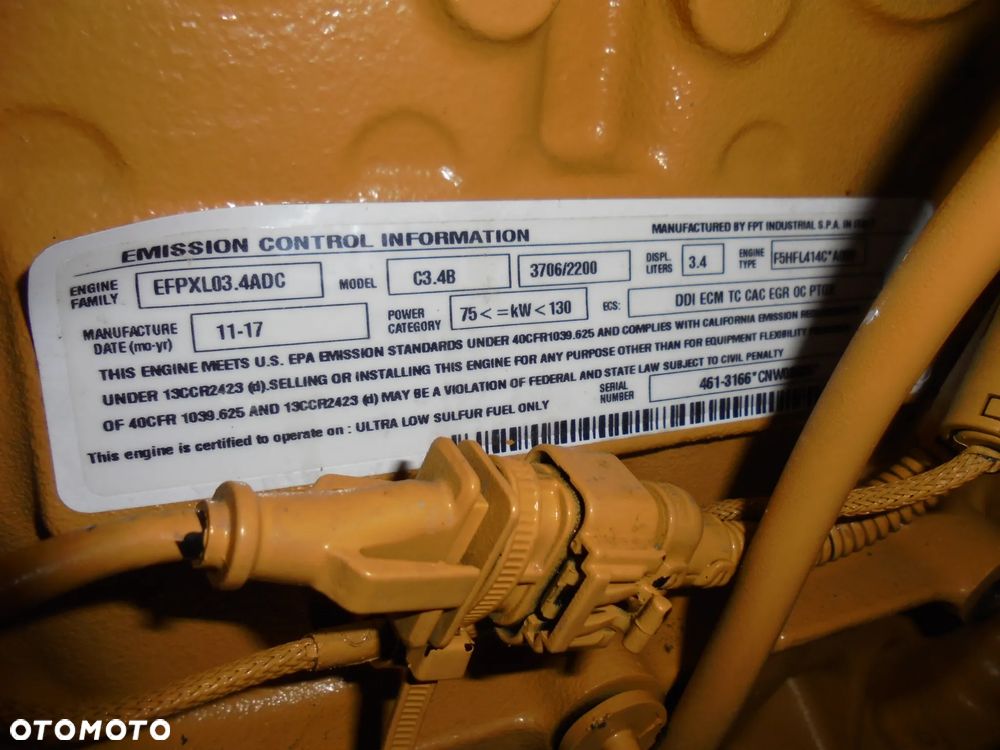 EMISSION CONTROL INFORMATION MANUFACTURED BY FPT INDUSTRIAL S.P.A. IN
ENGINE FAMILY EFPXL03.4ADC MODEL C3.4B 3706/2200 DISPL. LITERS 3.4 ENGINE TYPE
MANUFACTURE DATE (mo-yr) 11-17 POWER CATEGORY 75 < = kW < 130 ECS: DDI ECM TC CAC EGR OC
THIS ENGINE MEETS U.S. EPA EMISSION STANDARDS UNDER 40CFR1039.625 AND COMPLIES WITH CALIFORNIA EMISSION
UNDER 13CCR2423 (d).SELLING OR INSTALLING THIS ENGINE FOR ANY PURPOSE OTHER THAN FOR EQUIPMENT FLEXIBILITY
OF 40CFR 1039.625 AND 13CCR2423 (d) MAY BE A VIOLATION OF FEDERAL AND STATE LAW SUBJECT TO CIVIL PENALTY
This engine is certified to operate on : ULTRA LOW SULFUR FUEL ONLY
SERIAL NUMBER
OTOMOTO